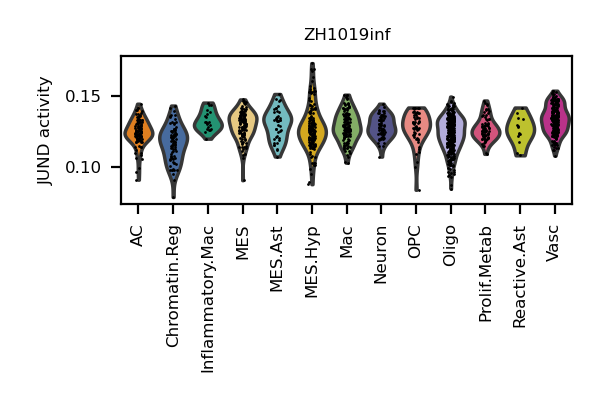 ZH1019inf
JUND activity
0.15
0.10
AC
Chromatin.Reg
Inflammatory.Mac
MES
MES.Ast
MES.Hyp
Mac
Neuron
OPC
Oligo
Prolif.Metab
Reactive.Ast
Vasc